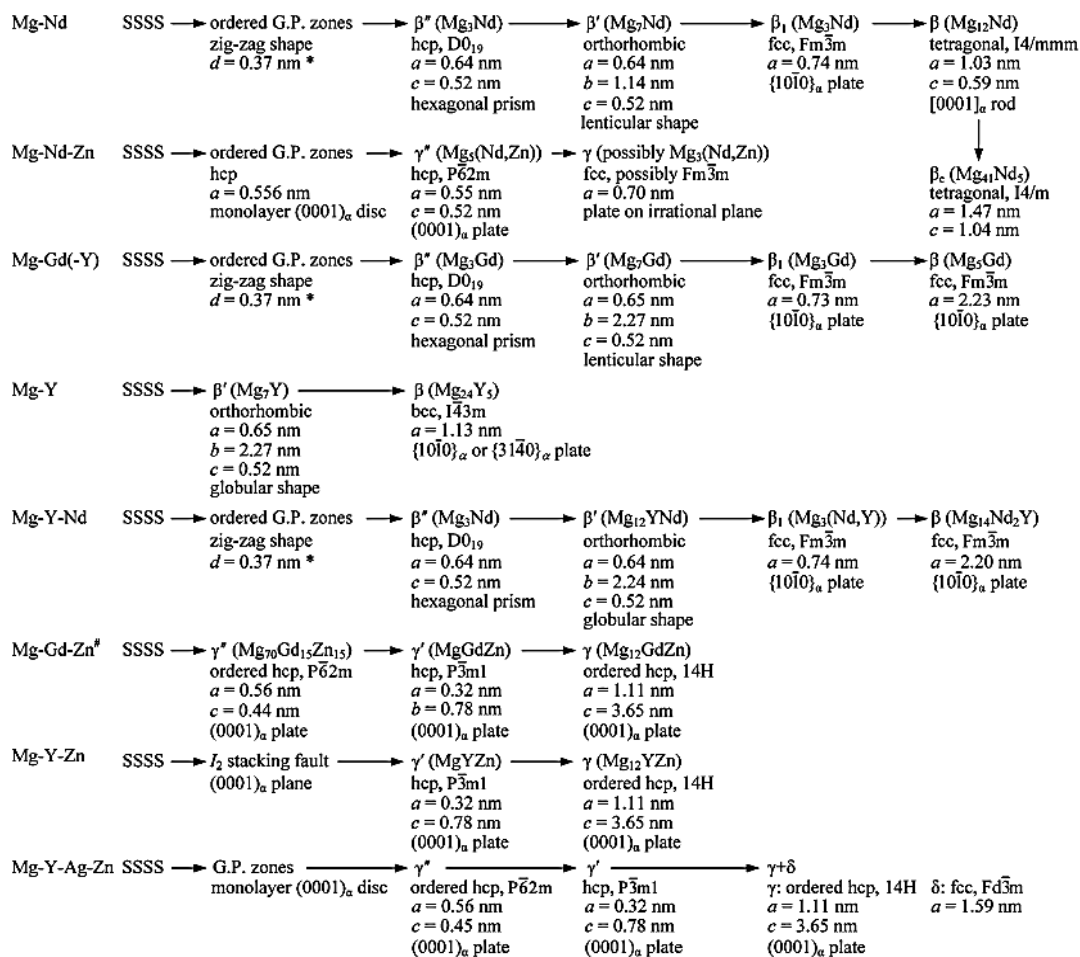 Mg-Nd SSSS → ordered G.P. zones → β″ (Mg₃Nd) → β′ (Mg₇Nd) → β₁ (Mg₃Nd) → β (Mg₁₂Nd)
zig-zag shape hcp, D0₁₉ orthorhombic fcc, Fm3̄m tetragonal, I4/mmm
d = 0.37 nm * a = 0.64 nm a = 0.64 nm a = 0.74 nm a = 1.03 nm
c = 0.52 nm b = 1.14 nm {101̄0}α plate c = 0.59 nm
hexagonal prism c = 0.52 nm [0001]α rod
lenticular shape
Mg-Nd-Zn SSSS → ordered G.P. zones → γ″ (Mg₅(Nd,Zn)) → γ (possibly Mg₃(Nd,Zn)) ↓
hcp hcp, P6̄2m fcc, possibly Fm3̄m βe (Mg₄₁Nd₅)
a = 0.556 nm a = 0.55 nm a = 0.70 nm tetragonal, I4/m
monolayer (0001)α disc c = 0.52 nm plate on irrational plane a = 1.47 nm
(0001)α plate c = 1.04 nm
Mg-Gd(-Y) SSSS → ordered G.P. zones → β″ (Mg₃Gd) → β′ (Mg₇Gd) → β₁ (Mg₃Gd) → β (Mg₅Gd)
zig-zag shape hcp, D0₁₉ orthorhombic fcc, Fm3̄m fcc, Fm3̄m
d = 0.37 nm * a = 0.64 nm a = 0.65 nm a = 0.73 nm a = 2.23 nm
c = 0.52 nm b = 2.27 nm {101̄0}α plate {101̄0}α plate
hexagonal prism c = 0.52 nm
lenticular shape
Mg-Y SSSS → β′ (Mg₇Y) → β (Mg₂₄Y₅)
orthorhombic bcc, I4̄3m
a = 0.65 nm a = 1.13 nm
b = 2.27 nm {101̄0}α or {314̄0}α plate
c = 0.52 nm
globular shape
Mg-Y-Nd SSSS → ordered G.P. zones → β″ (Mg₃Nd) → β′ (Mg₁₂YNd) → β₁ (Mg₃(Nd,Y)) → β (Mg₁₄Nd₂Y)
zig-zag shape hcp, D0₁₉ orthorhombic fcc, Fm3̄m fcc, Fm3̄m
d = 0.37 nm * a = 0.64 nm a = 0.64 nm a = 0.74 nm a = 2.20 nm
c = 0.52 nm b = 2.24 nm {101̄0}α plate {101̄0}α plate
hexagonal prism c = 0.52 nm
globular shape
Mg-Gd-Zn# SSSS → γ″ (Mg₇₀Gd₁₅Zn₁₅) → γ′ (MgGdZn) → γ (Mg₁₂GdZn)
ordered hcp, P6̄2m hcp, P3̄m1 ordered hcp, 14H
a = 0.56 nm a = 0.32 nm a = 1.11 nm
c = 0.44 nm b = 0.78 nm c = 3.65 nm
(0001)α plate (0001)α plate (0001)α plate
Mg-Y-Zn SSSS → I₂ stacking fault → γ′ (MgYZn) → γ (Mg₁₂YZn)
(0001)α plane hcp, P3̄m1 ordered hcp, 14H
a = 0.32 nm a = 1.11 nm
c = 0.78 nm c = 3.65 nm
(0001)α plate (0001)α plate
Mg-Y-Ag-Zn SSSS → G.P. zones → γ″ → γ′ → γ+δ
monolayer (0001)α disc ordered hcp, P6̄2m hcp, P3̄m1 γ: ordered hcp, 14H δ: fcc, Fd3̄m
a = 0.56 nm a = 0.32 nm a = 1.11 nm a = 1.59 nm
c = 0.45 nm c = 0.78 nm c = 3.65 nm
(0001)α plate (0001)α plate (0001)α plate